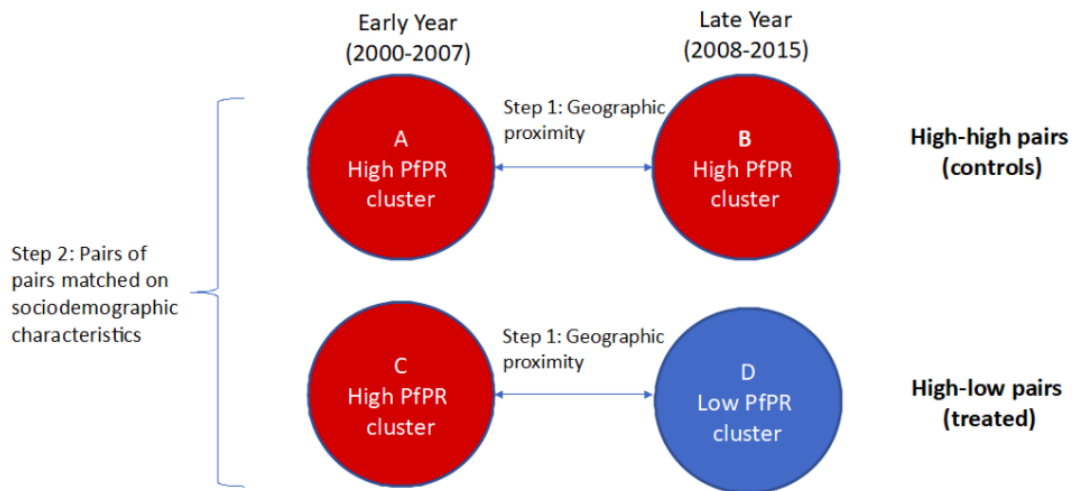 Early Year
(2000-2007)
Late Year
(2008-2015)
Step 1: Geographic
proximity
A
High PfPR
cluster
B
High PfPR
cluster
High-high pairs
(controls)
Step 2: Pairs of
pairs matched on
sociodemographic
characteristics
Step 1: Geographic
proximity
C
High PfPR
cluster
D
Low PfPR
cluster
High-low pairs
(treated)